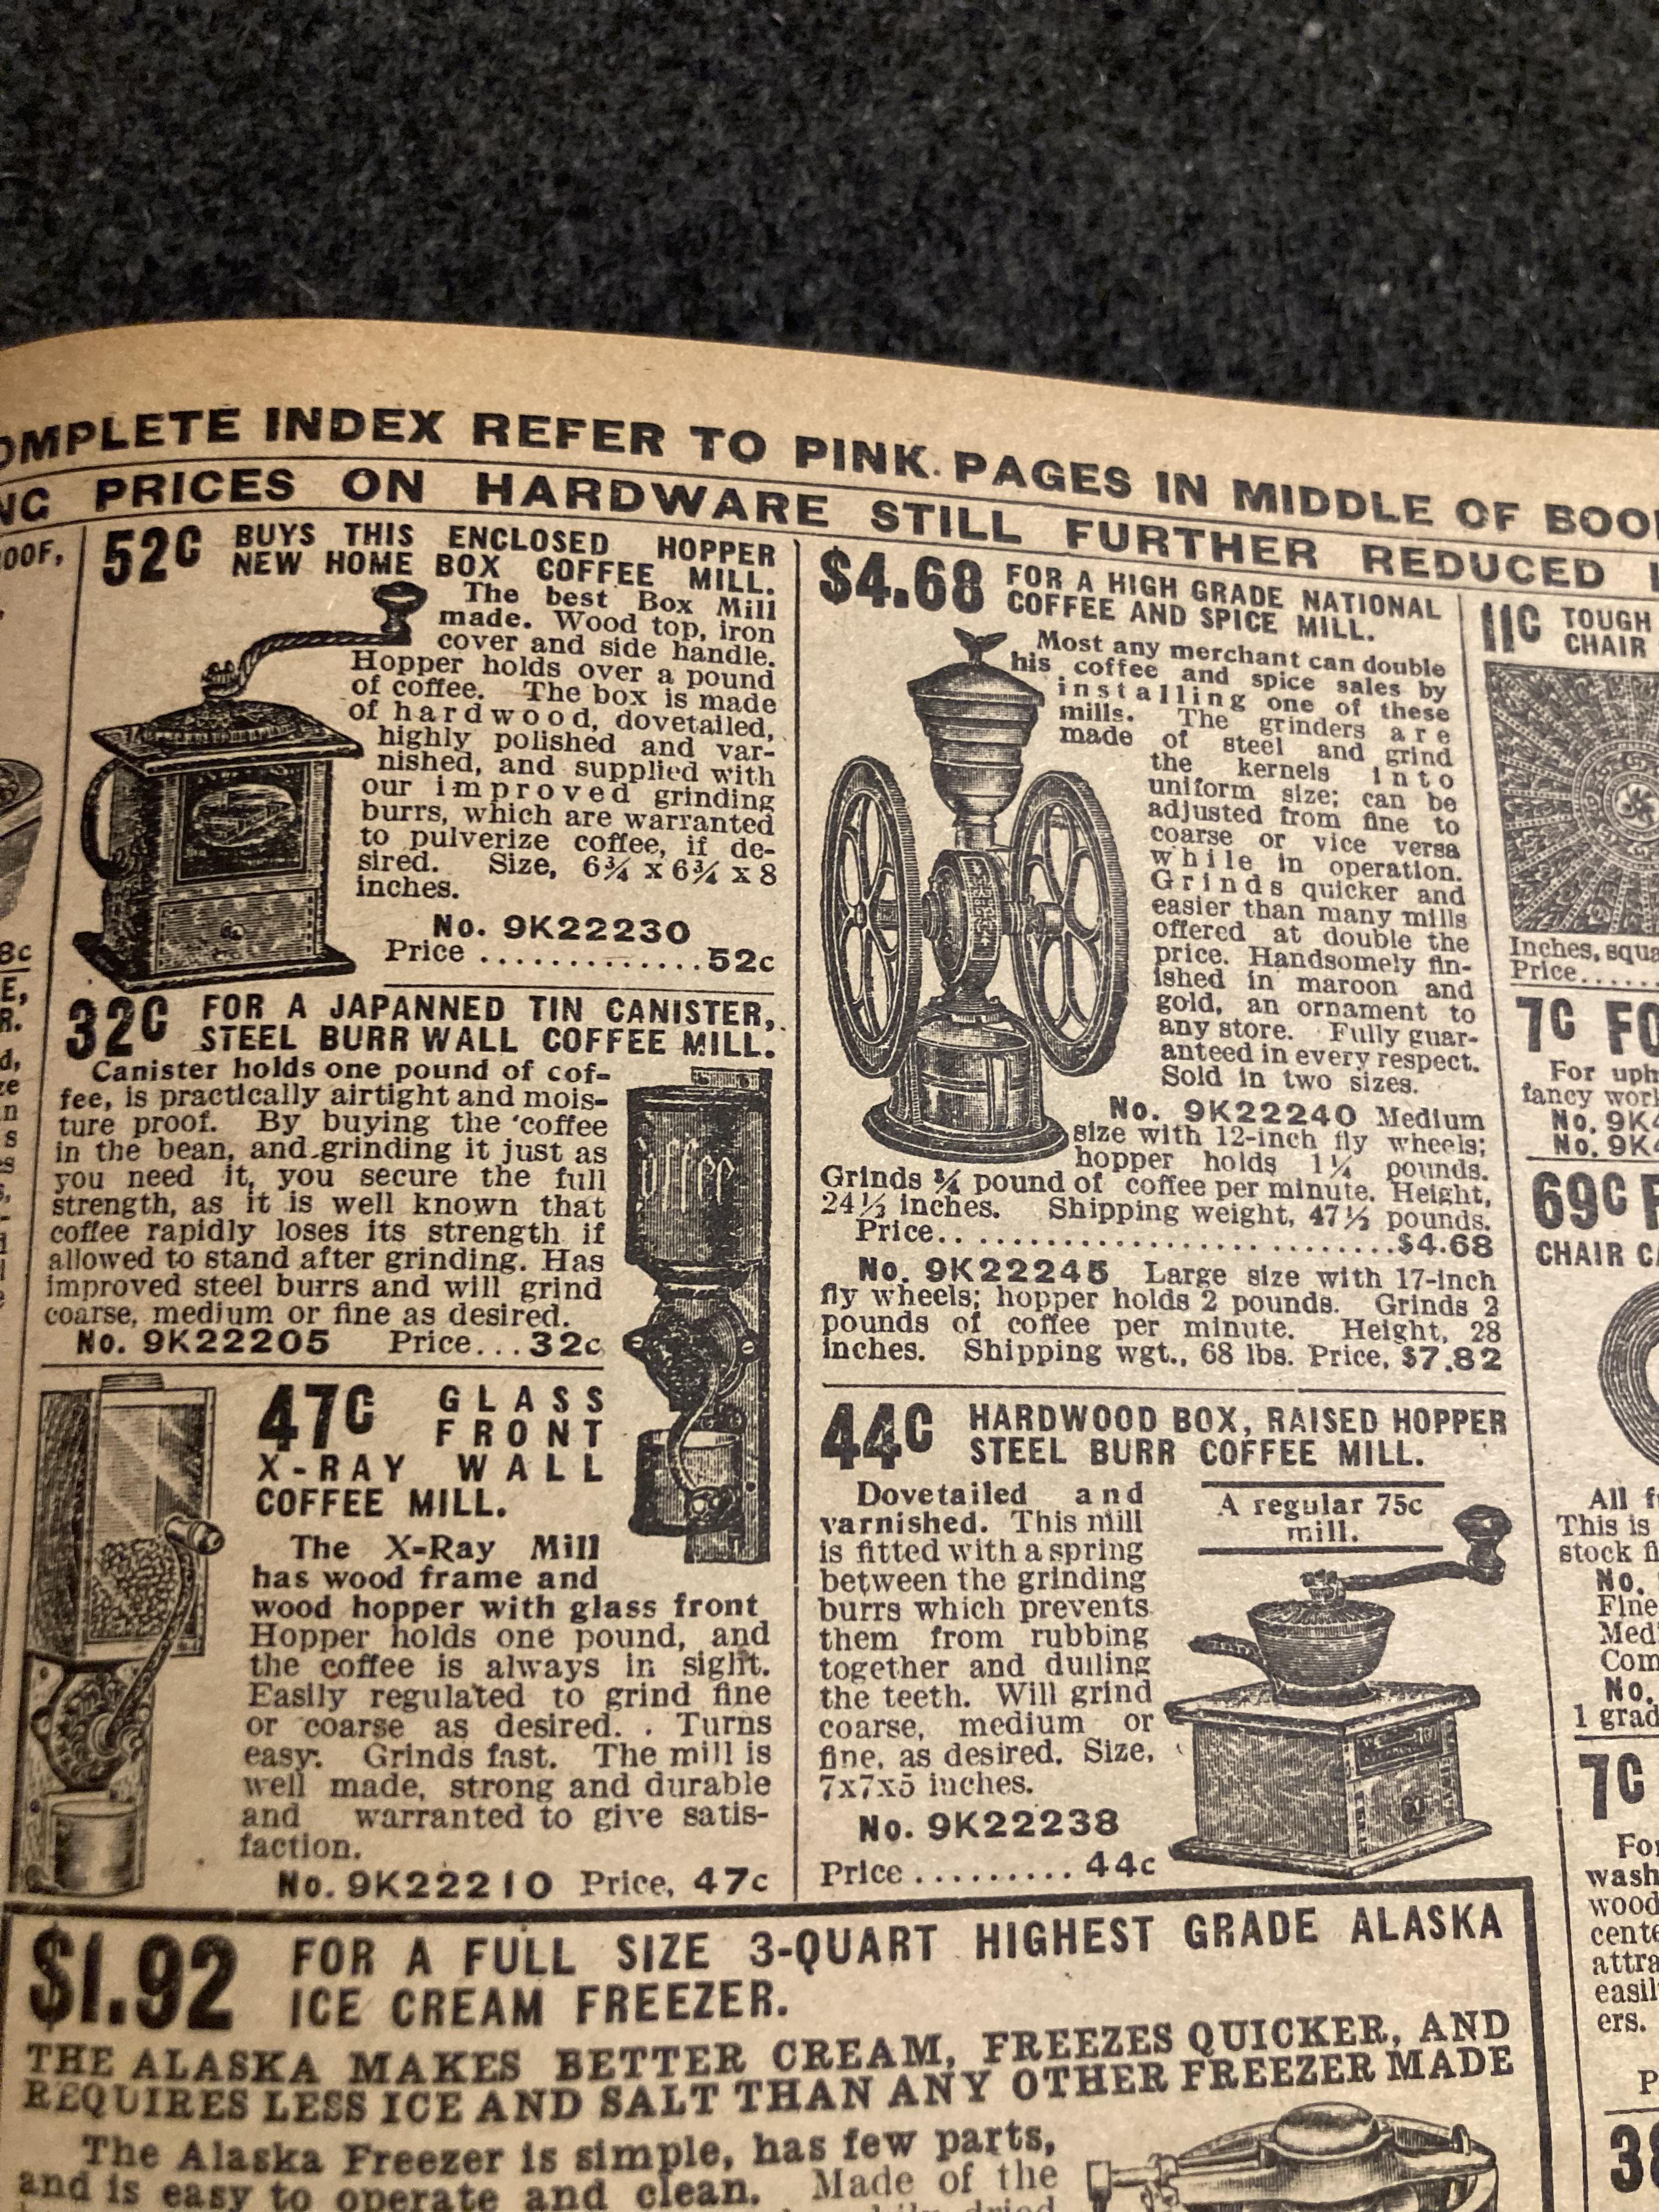 COMPLETE INDEX REFER TO PINK PAGES IN MIDDLE OF
PRICES ON HARDWARE STILL FURTHER REDUCED
52C BUYS THIS ENCLOSED HOPPER
NEW HOME BOX COFFEE MILL.
The best Box Mill
made. Wood top, iron
cover and side handle.
Hopper holds over a pound
of coffee. The box is made
of hardwood, dovetailed,
highly polished and var-
nished, and supplied with
our improved grinding
burrs, which are warranted
to pulverize coffee, if de-
sired. Size, 6¾ x 6¾ x 8
inches.
No. 9K22230
Price ..............52c
32C FOR A JAPANNED TIN CANISTER,
STEEL BURR WALL COFFEE MILL.
Canister holds one pound of cof-
fee, is practically airtight and mois-
ture proof. By buying the coffee
in the bean, and grinding it just as
you need it, you secure the full
strength, as it is well known that
coffee rapidly loses its strength if
allowed to stand after grinding. Has
improved steel burrs and will grind
coarse, medium or fine as desired.
No. 9K22205 Price...32c
47C GLASS
FRONT
X-RAY WALL
COFFEE MILL.
The X-Ray Mill
has wood frame and
wood hopper with glass front
Hopper holds one pound, and
the coffee is always in sight.
Easily regulated to grind fine
or coarse as desired. Turns
easy. Grinds fast. The mill is
well made, strong and durable
and warranted to give satis-
faction.
No. 9K22210 Price, 47c
$4.68 FOR A HIGH GRADE NATIONAL
COFFEE AND SPICE MILL.
Most any merchant can double
his coffee and spice sales by
installing one of these
mills. The grinders are
made of steel and grind
the kernels into
uniform size; can be
adjusted from fine to
coarse or vice versa
while in operation.
Grinds quicker and
easier than many mills
offered at double the
price. Handsomely fin-
ished in maroon and
gold, an ornament to
any store. Fully guar-
anteed in every respect.
Sold in two sizes.
No. 9K22240 Medium
size with 12-inch fly wheels;
hopper holds 1¼ pounds.
Grinds ¾ pound of coffee per minute. Height,
24½ inches. Shipping weight, 47½ pounds.
Price..............................$4.68
No. 9K22245 Large size with 17-inch
fly wheels; hopper holds 2 pounds. Grinds 2
pounds of coffee per minute. Height, 28
inches. Shipping wgt., 68 lbs. Price, $7.82
44C HARDWOOD BOX, RAISED HOPPER
STEEL BURR COFFEE MILL.
A regular 75c
mill.
Dovetailed and
varnished. This mill
is fitted with a spring
between the grinding
burrs which prevents
them from rubbing
together and dulling
the teeth. Will grind
coarse, medium or
fine, as desired. Size,
7x7x5 inches.
No. 9K22238
Price ..........44c
$1.92 FOR A FULL SIZE 3-QUART HIGHEST GRADE ALASKA
ICE CREAM FREEZER.
THE ALASKA MAKES BETTER CREAM, FREEZES QUICKER, AND
REQUIRES LESS ICE AND SALT THAN ANY OTHER FREEZER MADE
The Alaska Freezer is simple, has few parts,
and is easy to operate and clean. Made of the
11C TOUGH
CHAIR
Inches,
Price......
7C
For
fancy
No.
No.
69C
CHAIR
All
This is
stock
No.
Fine
No.
1
7C
ers.